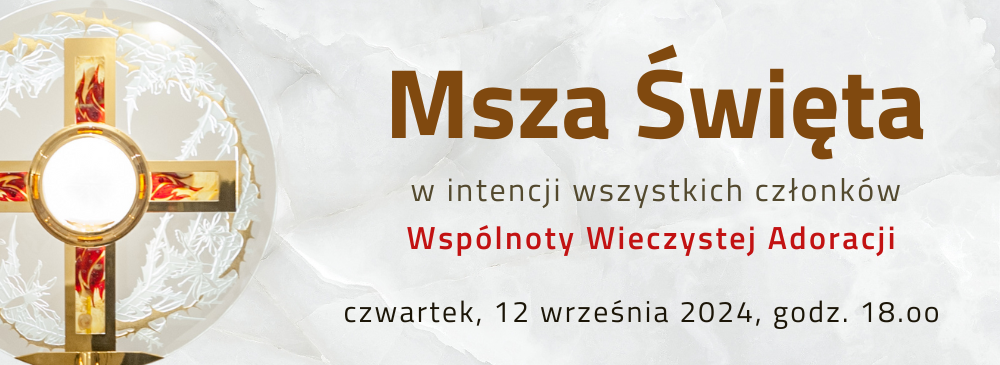 Msza Święta
w intencji wszystkich członków
Wspólnoty Wieczystej Adoracji
czwartek, 12 września 2024, godz. 18.oo